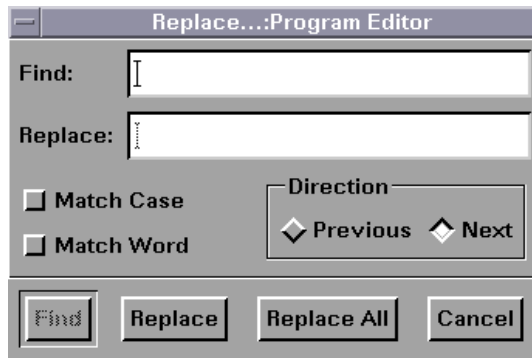 Replace...:Program Editor
Find:
Replace:
Match Case
Match Word
Direction
Previous Next
Find Replace Replace All Cancel